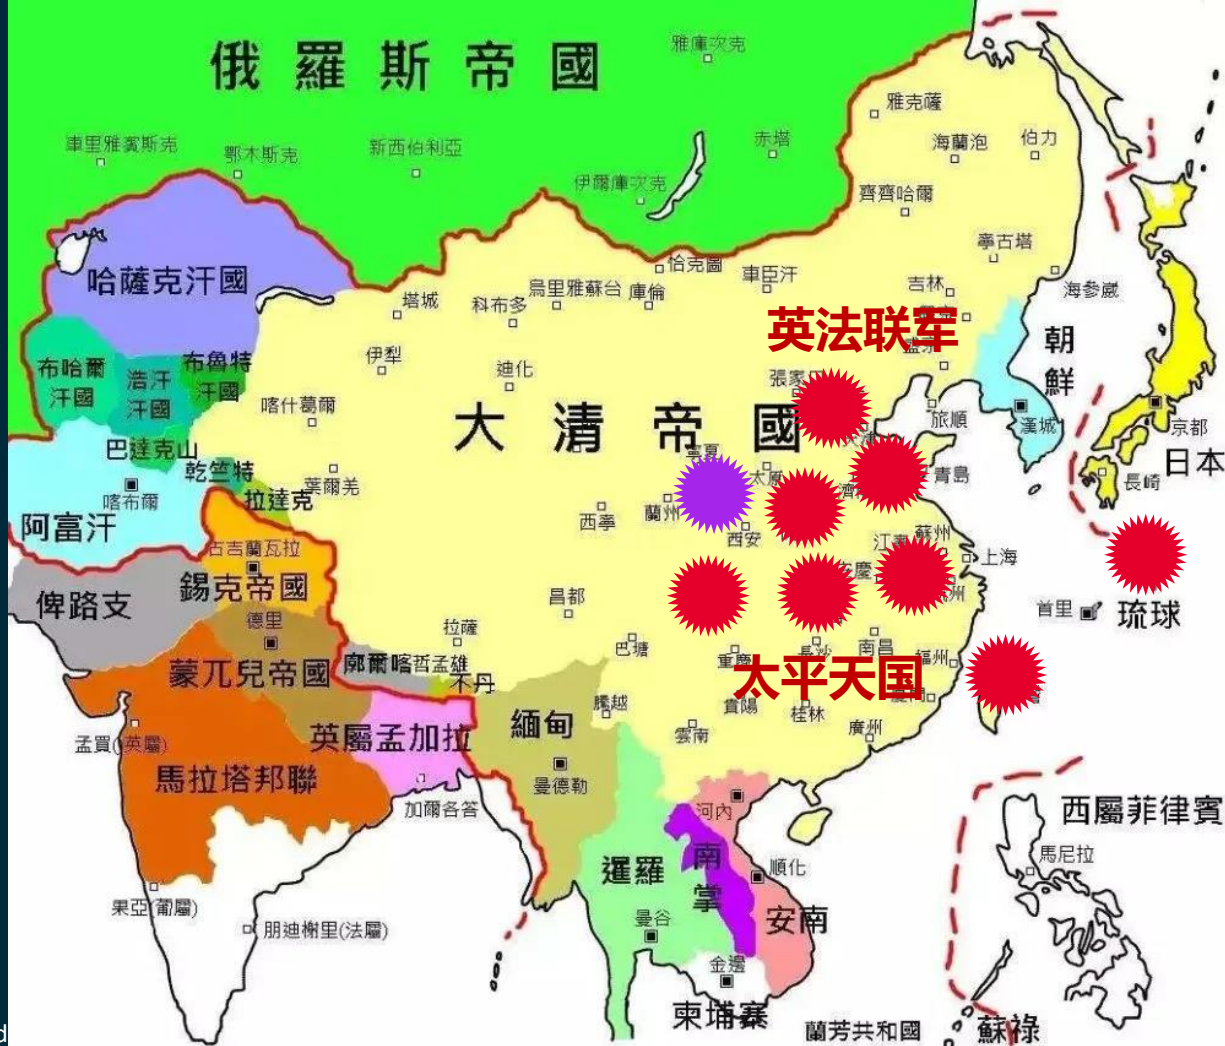 俄羅斯帝國
雅庫次克
雅克薩
車里雅賓斯克
鄂木斯克
新西伯利亞
赤塔
海蘭泡
伯力
伊爾庫次克
齊齊哈爾
寧古塔
哈薩克汗國
恰克圖
車臣汗
吉林
海參崴
塔城
科布多
烏里雅蘇台
庫倫
英法联军
朝鮮
布哈爾汗國
浩汗汗國
布魯特汗國
伊犁
迪化
張家
喀什葛爾
大清帝國
旅順
漢城
京都
日本
巴達克山
乾竺特
葉爾羌
拉達克
寧夏
太原
青島
長崎
喀布爾
阿富汗
西寧
蘭州
西安
蘇州
上海
古吉蘭瓦拉
錫克帝國
俾路支
德里
昌都
首里
琉球
拉薩
巴塘
重慶
長沙
南昌
福州
蒙兀兒帝國
廓爾喀
哲孟雄
不丹
太平天国
騰越
貴陽
桂林
廣州
雲南
緬甸
孟買(英屬)
英屬孟加拉
馬拉塔邦聯
曼德勒
加爾各答
河內
西屬菲律賓
馬尼拉
暹羅
南掌
順化
安南
果亞(葡屬)
朋迪榭里(法屬)
曼谷
金邊
柬埔寨
蘭芳共和國
蘇祿